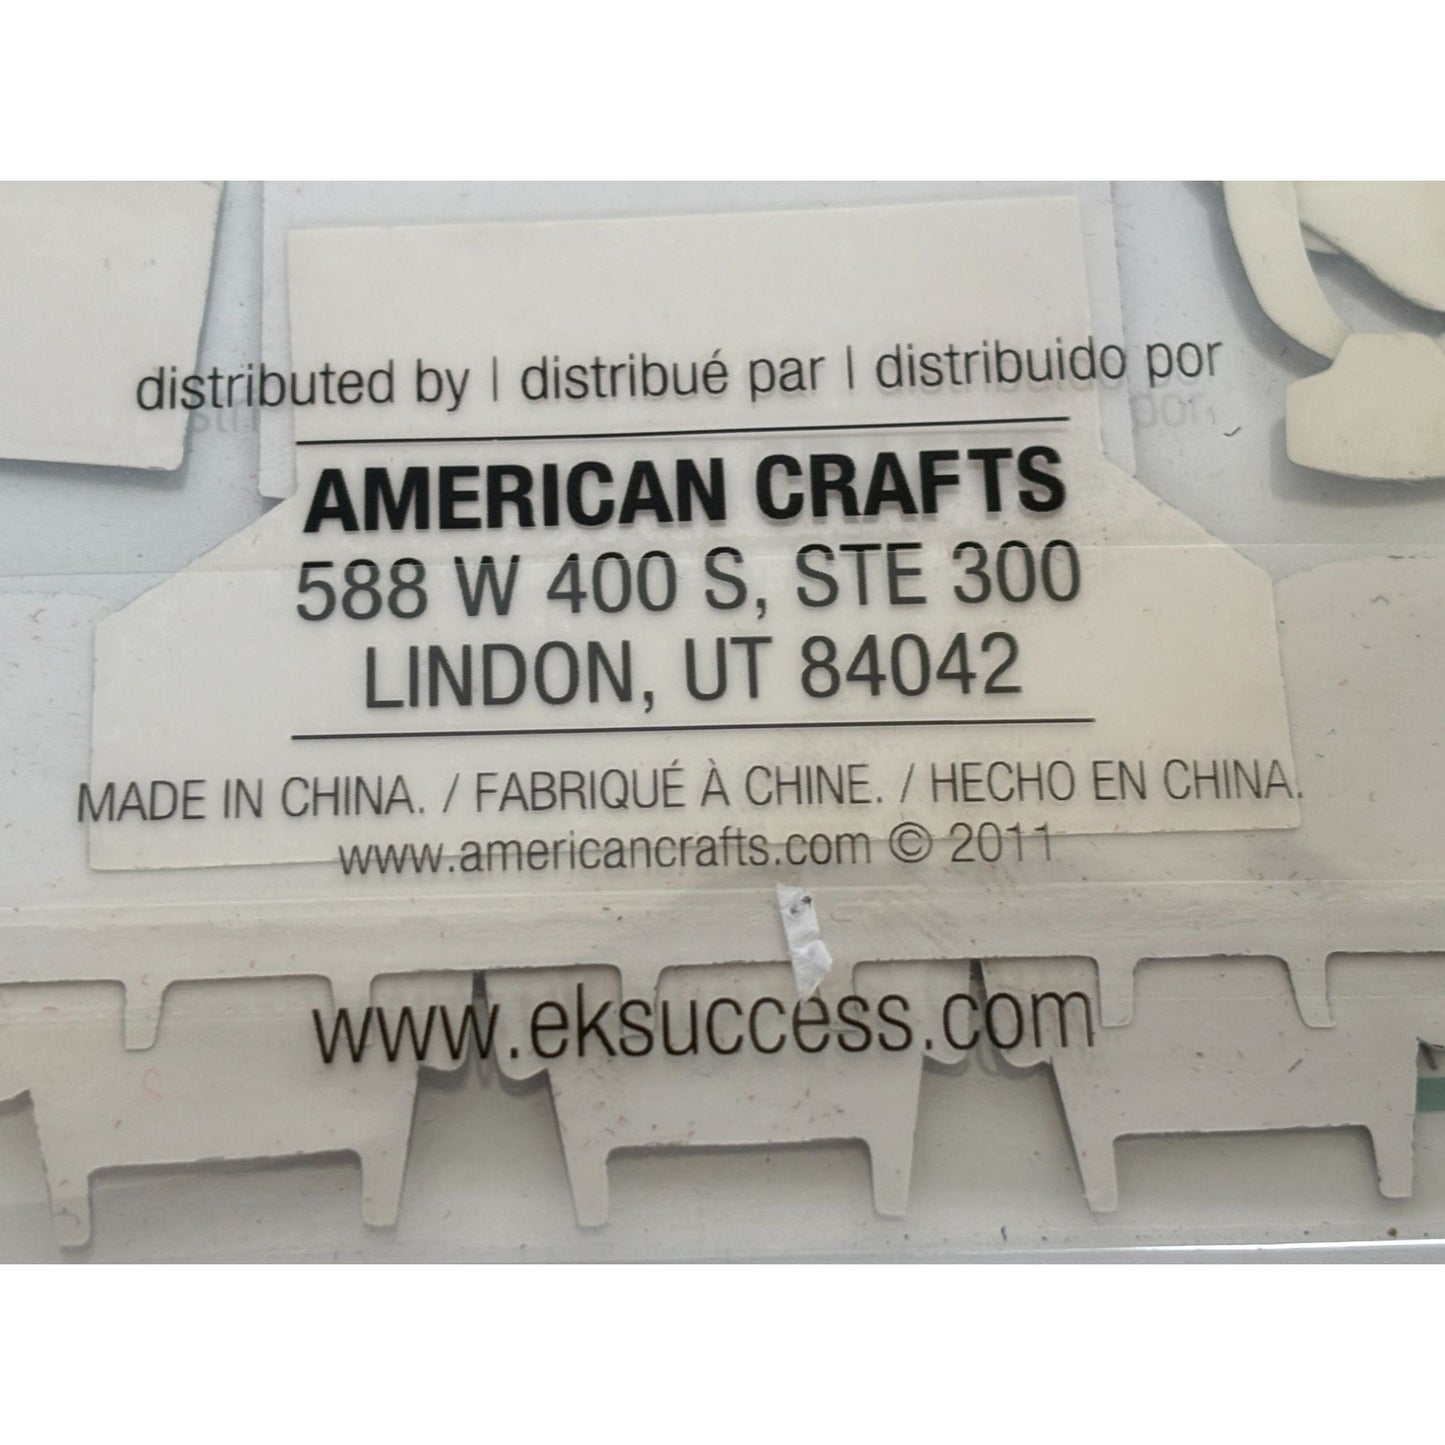 distributed by | distribué par | distribuido por
AMERICAN CRAFTS
588 W 400 S, STE 300
LINDON, UT 84042
MADE IN CHINA. / FABRIQUÉ À CHINE. / HECHO EN CHINA.
www.americancrafts.com © 2011
www.eksuccess.com